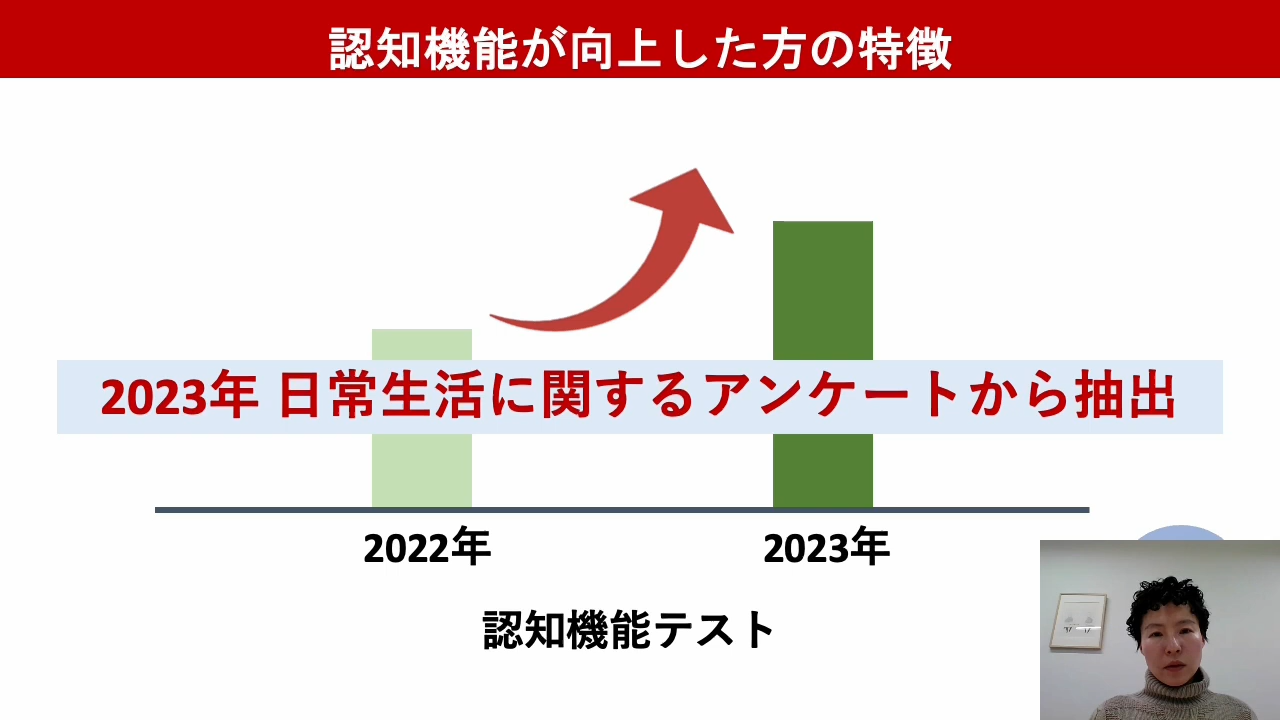 認知機能が向上した方の特徴
2023年 日常生活に関するアンケートから抽出
2022年
2023年
認知機能テスト